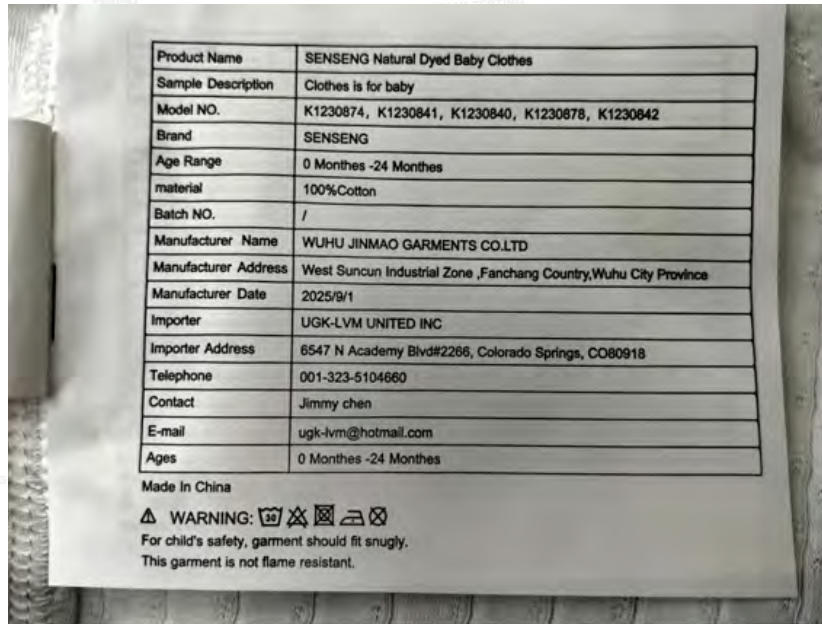 Product Name SENSENG Natural Dyed Baby Clothes
Sample Description Clothes is for baby
Model NO. K1230874, K1230841, K1230840, K1230878, K1230842
Brand SENSENG
Age Range 0 Monthes -24 Monthes
material 100%Cotton
Batch NO. /
Manufacturer Name WUHU JINMAO GARMENTS CO.LTD
Manufacturer Address West Suncun Industrial Zone ,Fanchang Country,Wuhu City Province
Manufacturer Date 2025/9/1
Importer UGK-LVM UNITED INC
Importer Address 6547 N Academy Blvd#2266, Colorado Springs, CO80918
Telephone 001-323-5104660
Contact Jimmy chen
E-mail ugk-lvm@hotmail.com
Ages 0 Monthes -24 Monthes
Made In China
WARNING: 30
For child's safety, garment should fit snugly.
This garment is not flame resistant.